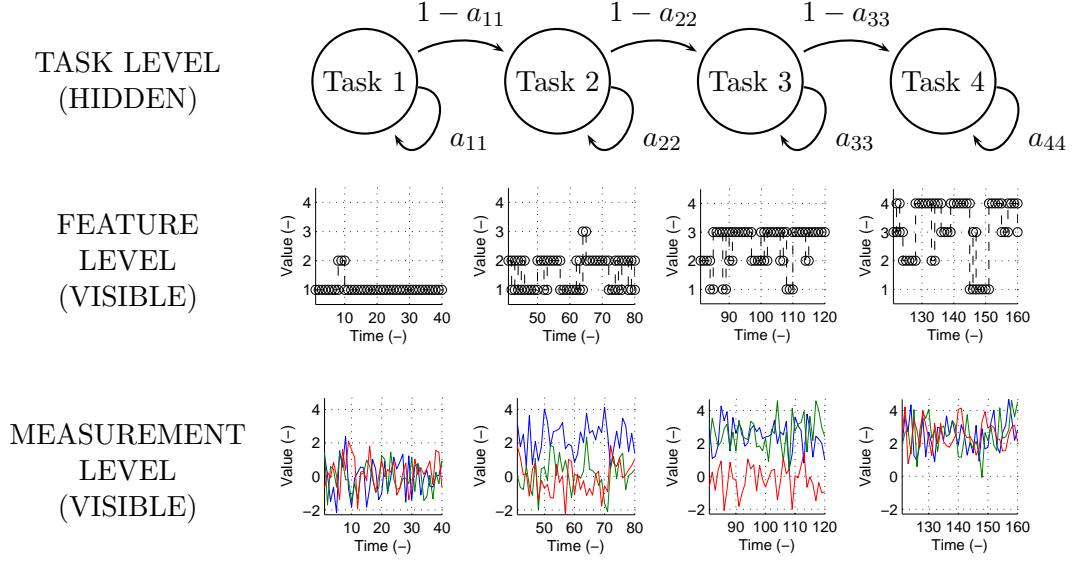 1 − a11 1 − a22 1 − a33
TASK LEVEL
(HIDDEN)
Task 1 Task 2 Task 3 Task 4
a11 a22 a33 a44
FEATURE
LEVEL
(VISIBLE)
Value (–)
4
3
2
1
10 20 30 40
Time (–)
Value (–)
4
3
2
1
50 60 70 80
Time (–)
Value (–)
4
3
2
1
90 100 110 120
Time (–)
Value (–)
4
3
2
1
130 140 150 160
Time (–)
MEASUREMENT
LEVEL
(VISIBLE)
Value (–)
4
2
0
−2
10 20 30 40
Time (–)
Value (–)
4
2
0
−2
50 60 70 80
Time (–)
Value (–)
4
2
0
−2
90 100 110 120
Time (–)
Value (–)
4
2
0
−2
130 140 150 160
Time (–)